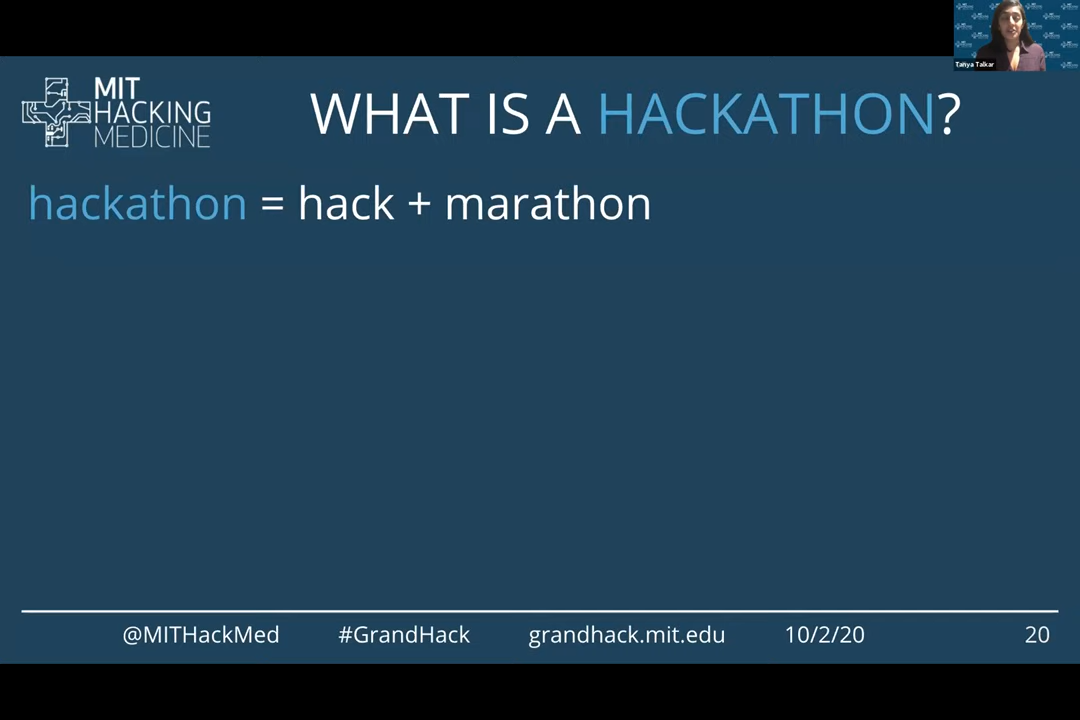 MIT
HACKING
MEDICINE
WHAT IS A HACKATHON?
hackathon = hack + marathon
@MITHackMed #GrandHack grandhack.mit.edu 10/2/20 20
Tanya Talkar